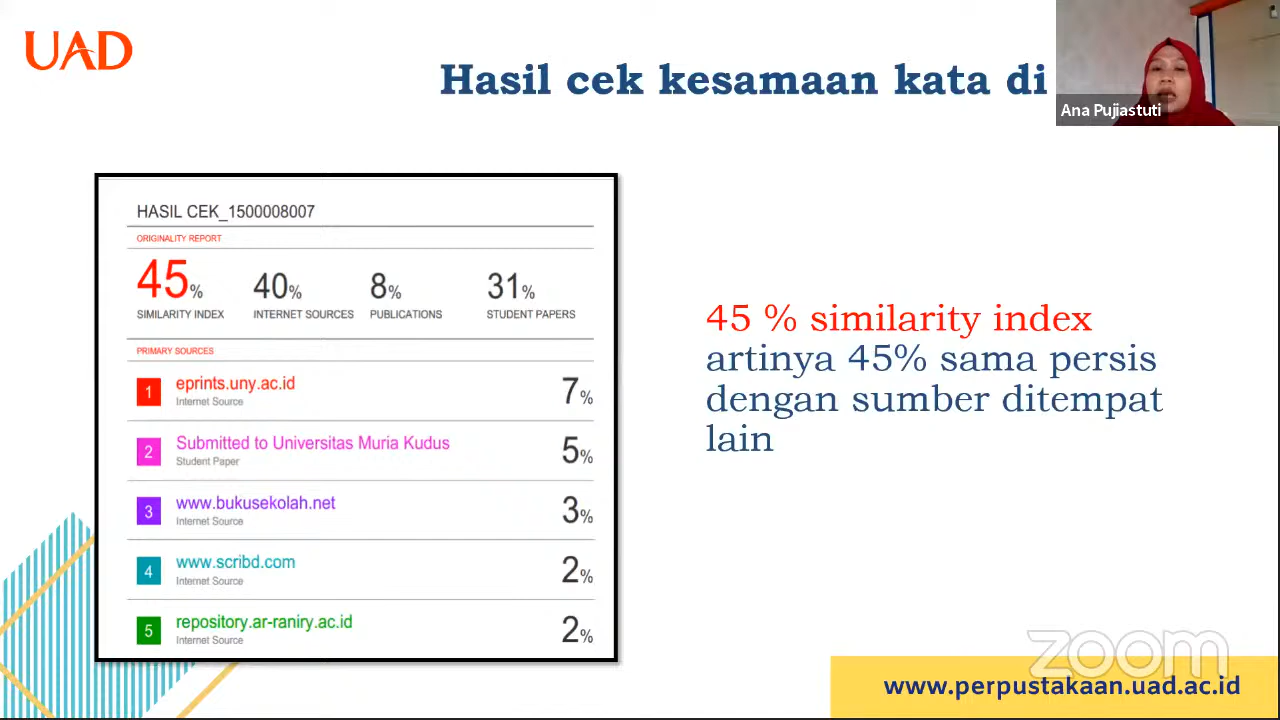 UAD
Hasil cek kesamaan kata di
Ana Pujiastuti
HASIL CEK_1500008007
ORIGINALITY REPORT
45% 40% 8% 31%
SIMILARITY INDEX INTERNET SOURCES PUBLICATIONS STUDENT PAPERS
PRIMARY SOURCES
1 eprints.uny.ac.id 7%
Internet Source
2 Submitted to Universitas Muria Kudus 5%
Student Paper
3 www.bukusekolah.net 3%
Internet Source
4 www.scribd.com 2%
Internet Source
5 repository.ar-raniry.ac.id 2%
Internet Source
45 % similarity index
artinya 45% sama persis
dengan sumber ditempat
lain
zoom
www.perpustakaan.uad.ac.id